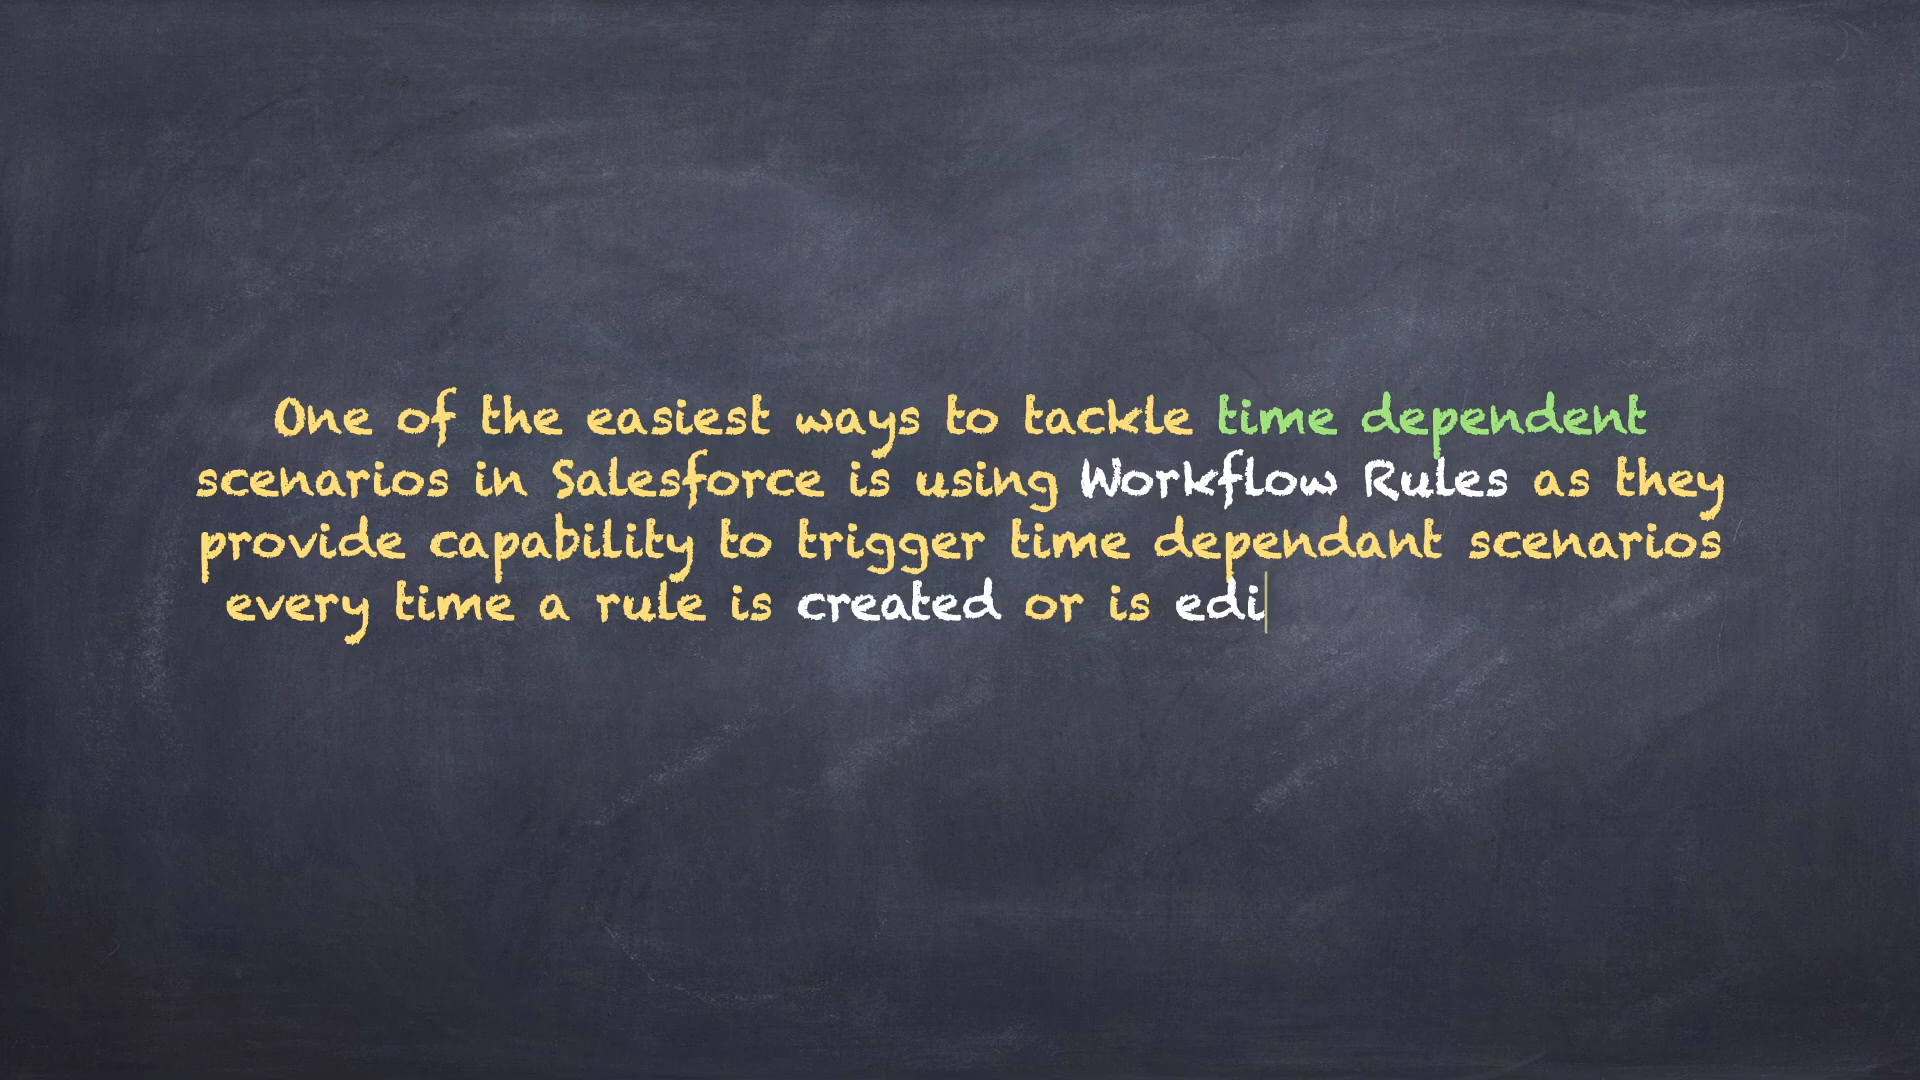 One of the easiest ways to tackle time dependent
scenarios in Salesforce is using Workflow Rules as they
provide capability to trigger time dependant scenarios
every time a rule is created or is edi